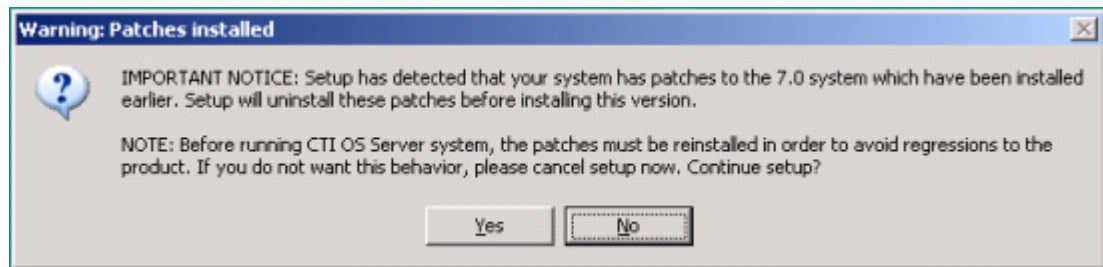 Warning: Patches installed
IMPORTANT NOTICE: Setup has detected that your system has patches to the 7.0 system which have been installed
earlier. Setup will uninstall these patches before installing this version.
NOTE: Before running CTI OS Server system, the patches must be reinstalled in order to avoid regressions to the
product. If you do not want this behavior, please cancel setup now. Continue setup?
Yes
No